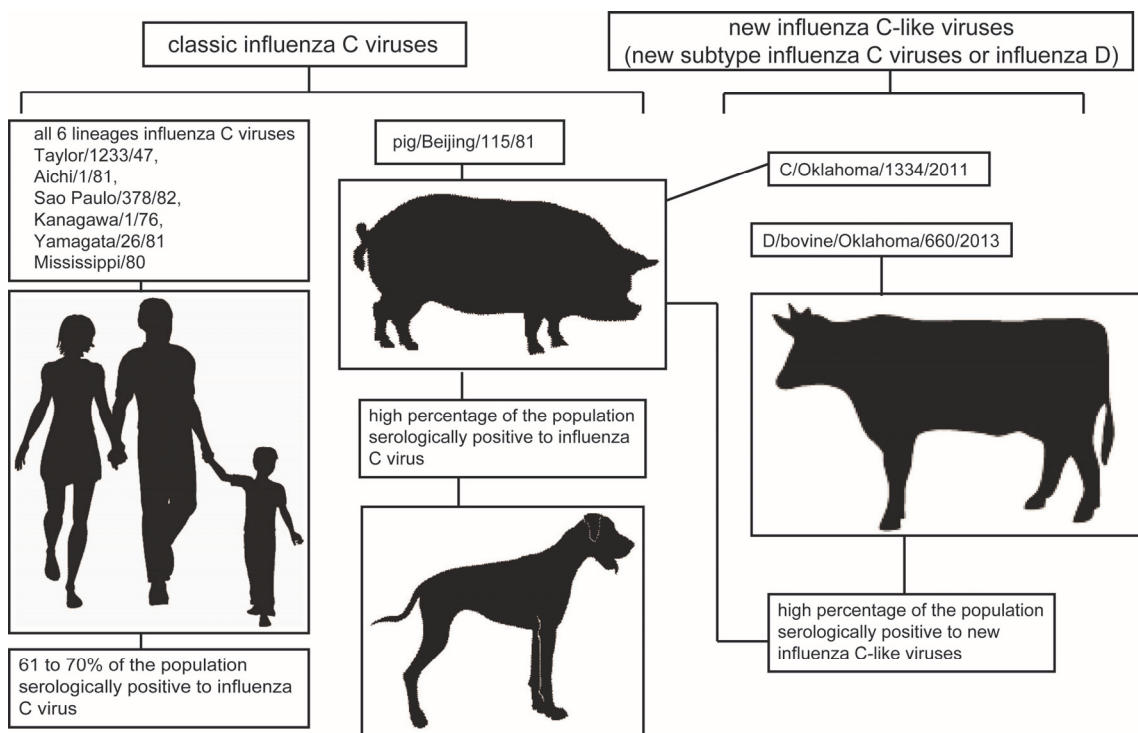 classic influenza C viruses
new influenza C-like viruses
(new subtype influenza C viruses or influenza D)
all 6 lineages influenza C viruses
Taylor/1233/47,
Aichi/1/81,
Sao Paulo/378/82,
Kanagawa/1/76,
Yamagata/26/81
Mississippi/80
pig/Beijing/115/81
C/Oklahoma/1334/2011
D/bovine/Oklahoma/660/2013
high percentage of the population
serologically positive to influenza
C virus
high percentage of the population
serologically positive to new
influenza C-like viruses
61 to 70% of the population
serologically positive to influenza
C virus